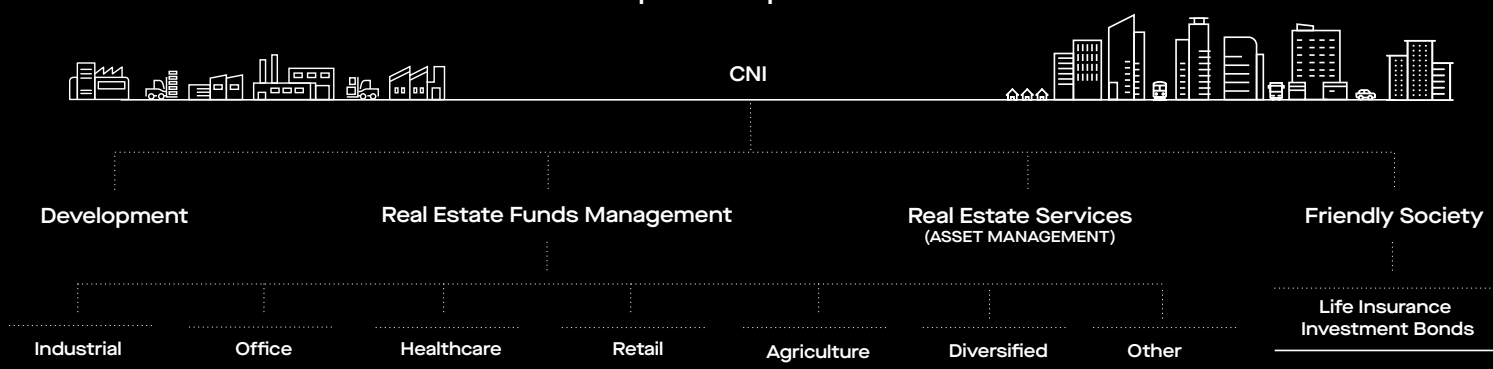 CNI
Development
Real Estate Funds Management
Real Estate Services
(ASSET MANAGEMENT)
Friendly Society
Industrial
Office
Healthcare
Retail
Agriculture
Diversified
Other
Life Insurance
Investment Bonds